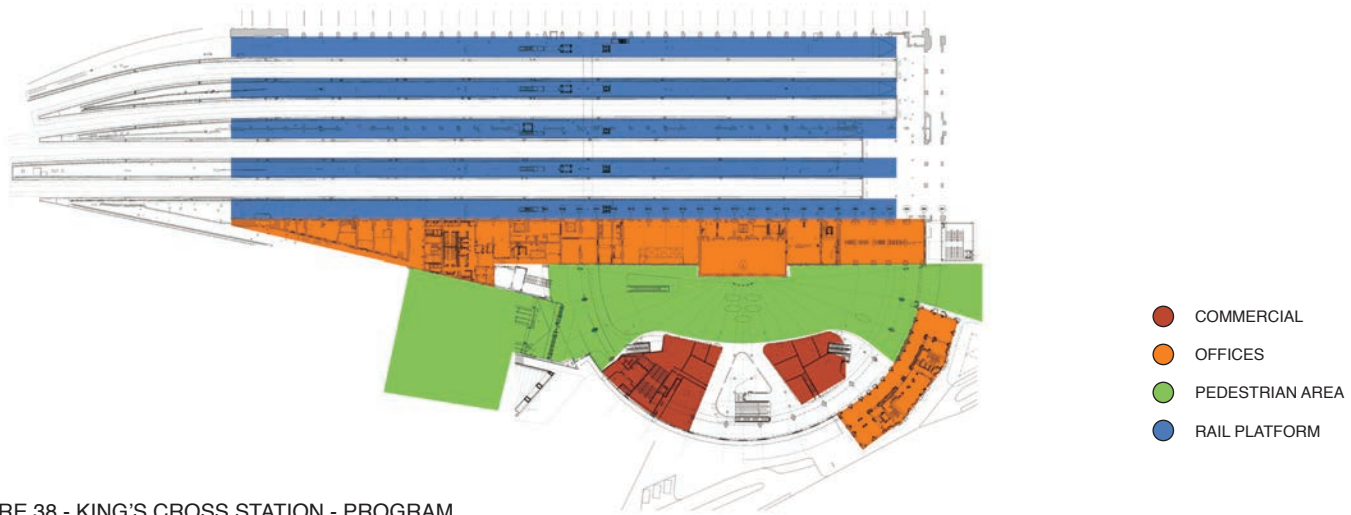 COMMERCIAL
OFFICES
PEDESTRIAN AREA
RAIL PLATFORM
RE 38 - KING'S CROSS STATION - PROGRAM